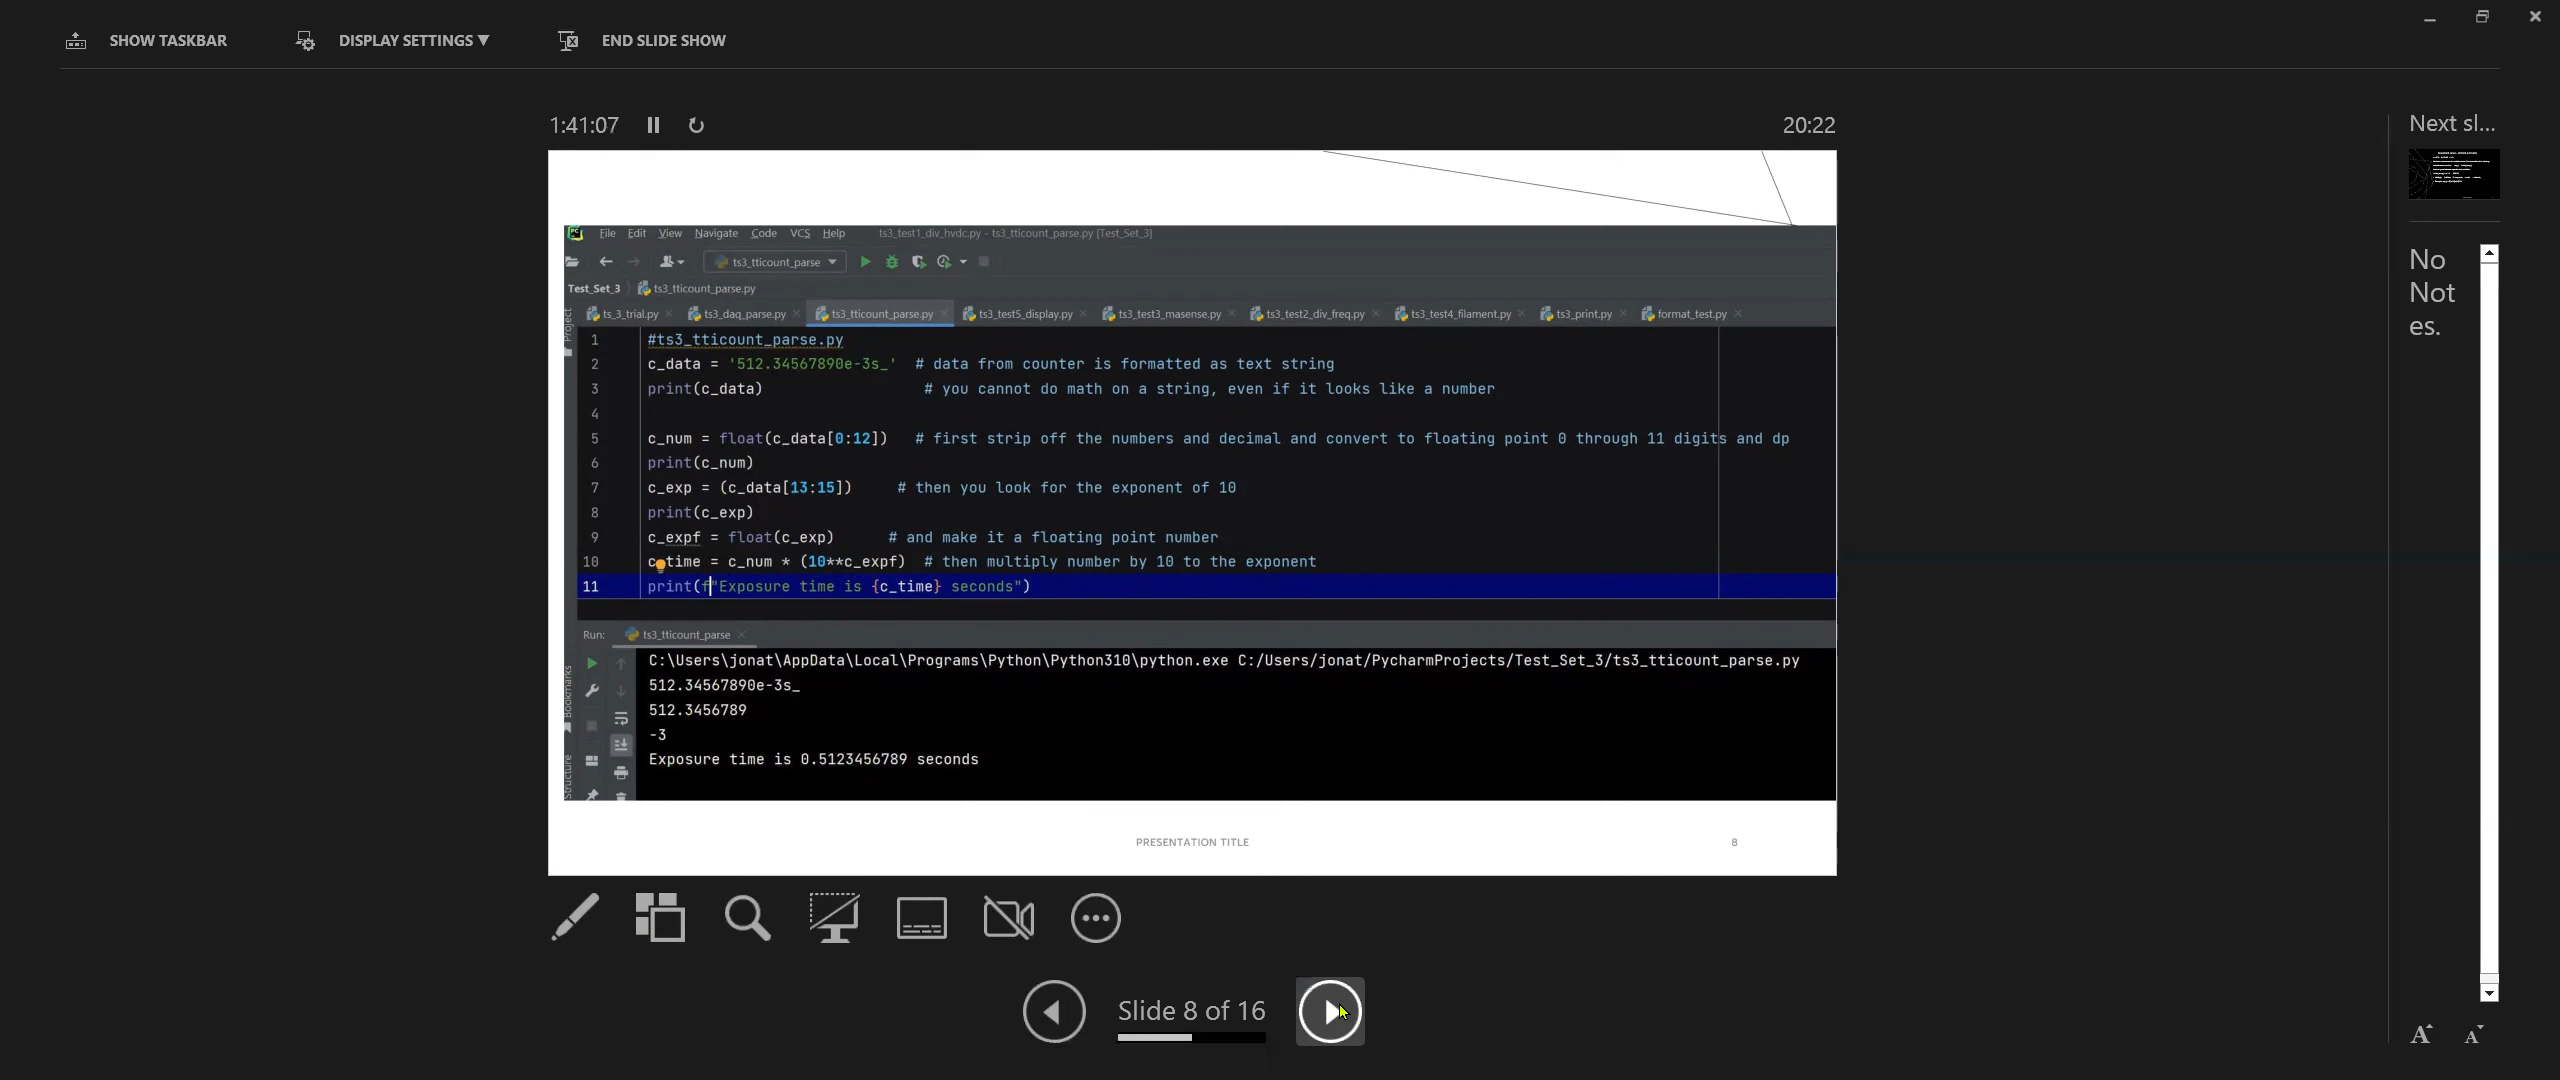 SHOW TASKBAR DISPLAY SETTINGS ▼ END SLIDE SHOW
1:41:07 20:22
Next sl...
File Edit View Navigate Code VCS Help ts3_test1_div_hvdc.py - ts3_tticount_parse.py [Test_Set_3]
ts3_tticount_parse
Test_Set_3 ts3_tticount_parse.py
ts_3_trial.py ts3_daq_parse.py ts3_tticount_parse.py ts3_test5_display.py ts3_test3_masense.py ts3_test2_div_freq.py ts3_test4_filament.py ts3_print.py format_test.py
Project
1 #ts3_tticount_parse.py
2 c_data = '512.34567890e-3s_' # data from counter is formatted as text string
3 print(c_data) # you cannot do math on a string, even if it looks like a number
4
5 c_num = float(c_data[0:12]) # first strip off the numbers and decimal and convert to floating point 0 through 11 digits and dp
6 print(c_num)
7 c_exp = (c_data[13:15]) # then you look for the exponent of 10
8 print(c_exp)
9 c_expf = float(c_exp) # and make it a floating point number
10 c_time = c_num * (10**c_expf) # then multiply number by 10 to the exponent
11 print(f"Exposure time is {c_time} seconds")
Run: ts3_tticount_parse
C:\Users\jonat\AppData\Local\Programs\Python\Python310\python.exe C:/Users/jonat/PycharmProjects/Test_Set_3/ts3_tticount_parse.py
512.34567890e-3s_
512.3456789
-3
Exposure time is 0.5123456789 seconds
Bookmarks
Structure
PRESENTATION TITLE 8
No
Not
es.
Slide 8 of 16
A A